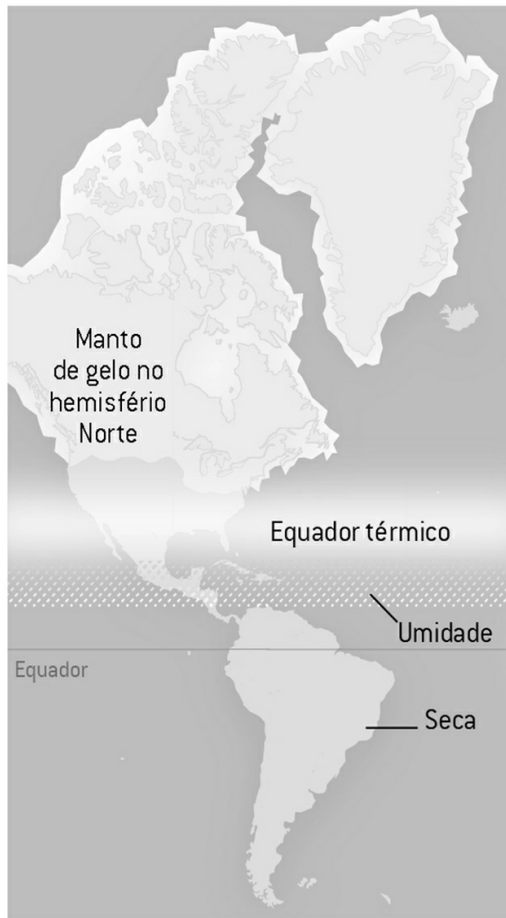 Manto
de gelo no
hemisfério
Norte
Equador térmico
Umidade
Equador
Seca